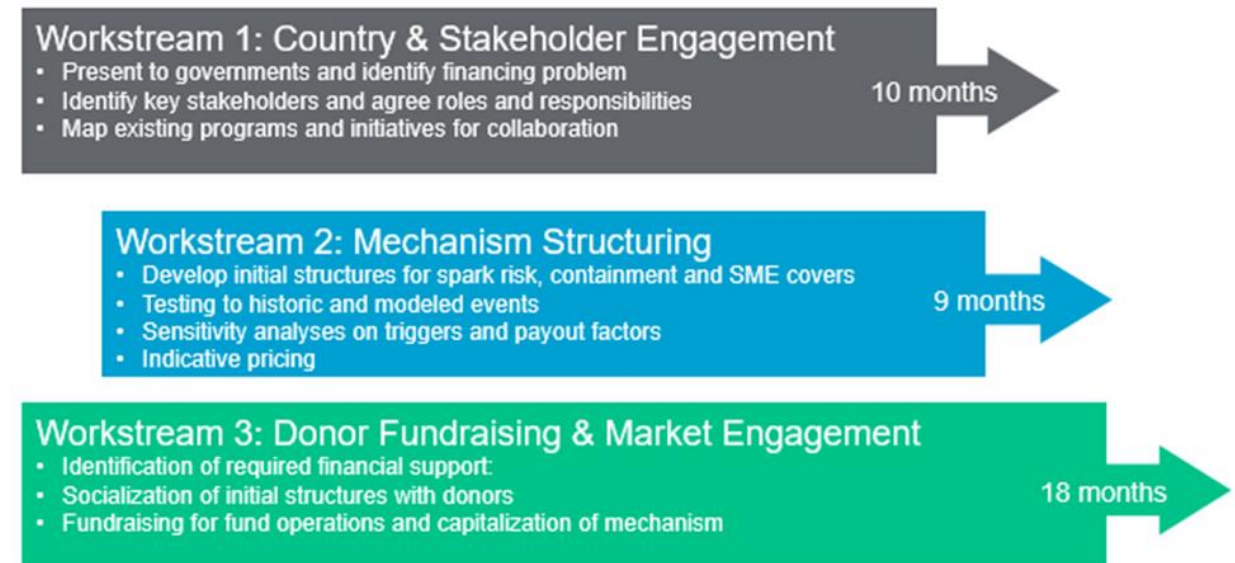 Workstream 1: Country & Stakeholder Engagement
• Present to governments and identify financing problem
• Identify key stakeholders and agree roles and responsibilities
• Map existing programs and initiatives for collaboration
10 months
Workstream 2: Mechanism Structuring
• Develop initial structures for spark risk, containment and SME covers
• Testing to historic and modeled events
• Sensitivity analyses on triggers and payout factors
• Indicative pricing
9 months
Workstream 3: Donor Fundraising & Market Engagement
• Identification of required financial support:
• Socialization of initial structures with donors
• Fundraising for fund operations and capitalization of mechanism
18 months